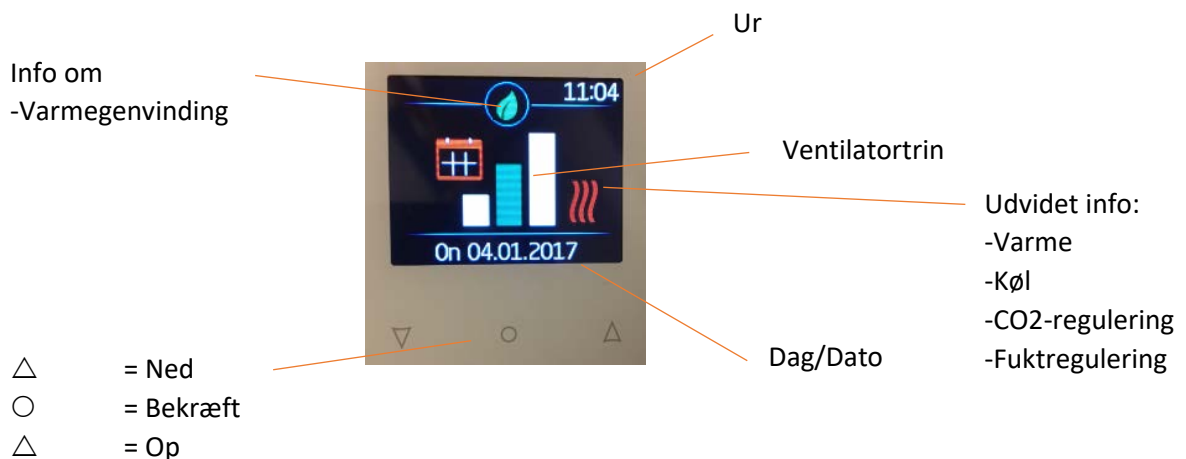 Ur
Info om
-Varmegenvinding
11:04
Ventilatortrin
Udvidet info:
-Varme
-Køl
-CO2-regulering
-Fuktregulering
On 04.01.2017
Dag/Dato
△ = Ned
○ = Bekræft
△ = Op